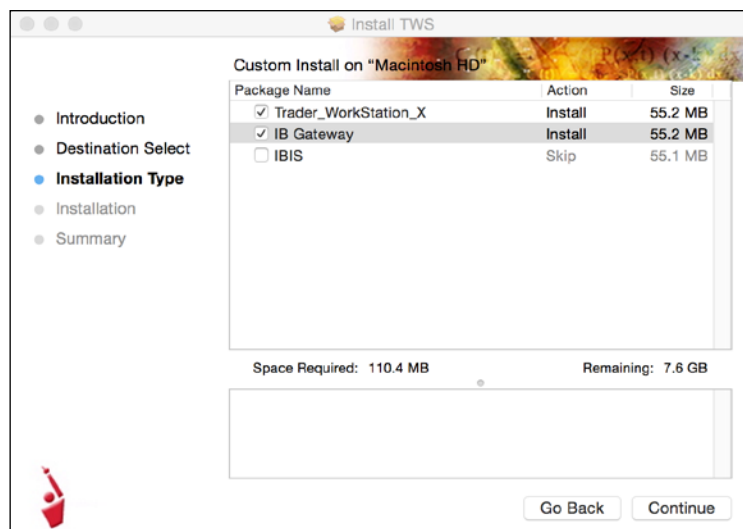 Install TWS
Custom Install on "Macintosh HD"
Package Name Action Size
Trader_WorkStation_X Install 55.2 MB
IB Gateway Install 55.2 MB
IBIS Skip 55.1 MB
Introduction
Destination Select
Installation Type
Installation
Summary
Space Required: 110.4 MB Remaining: 7.6 GB
Go Back Continue